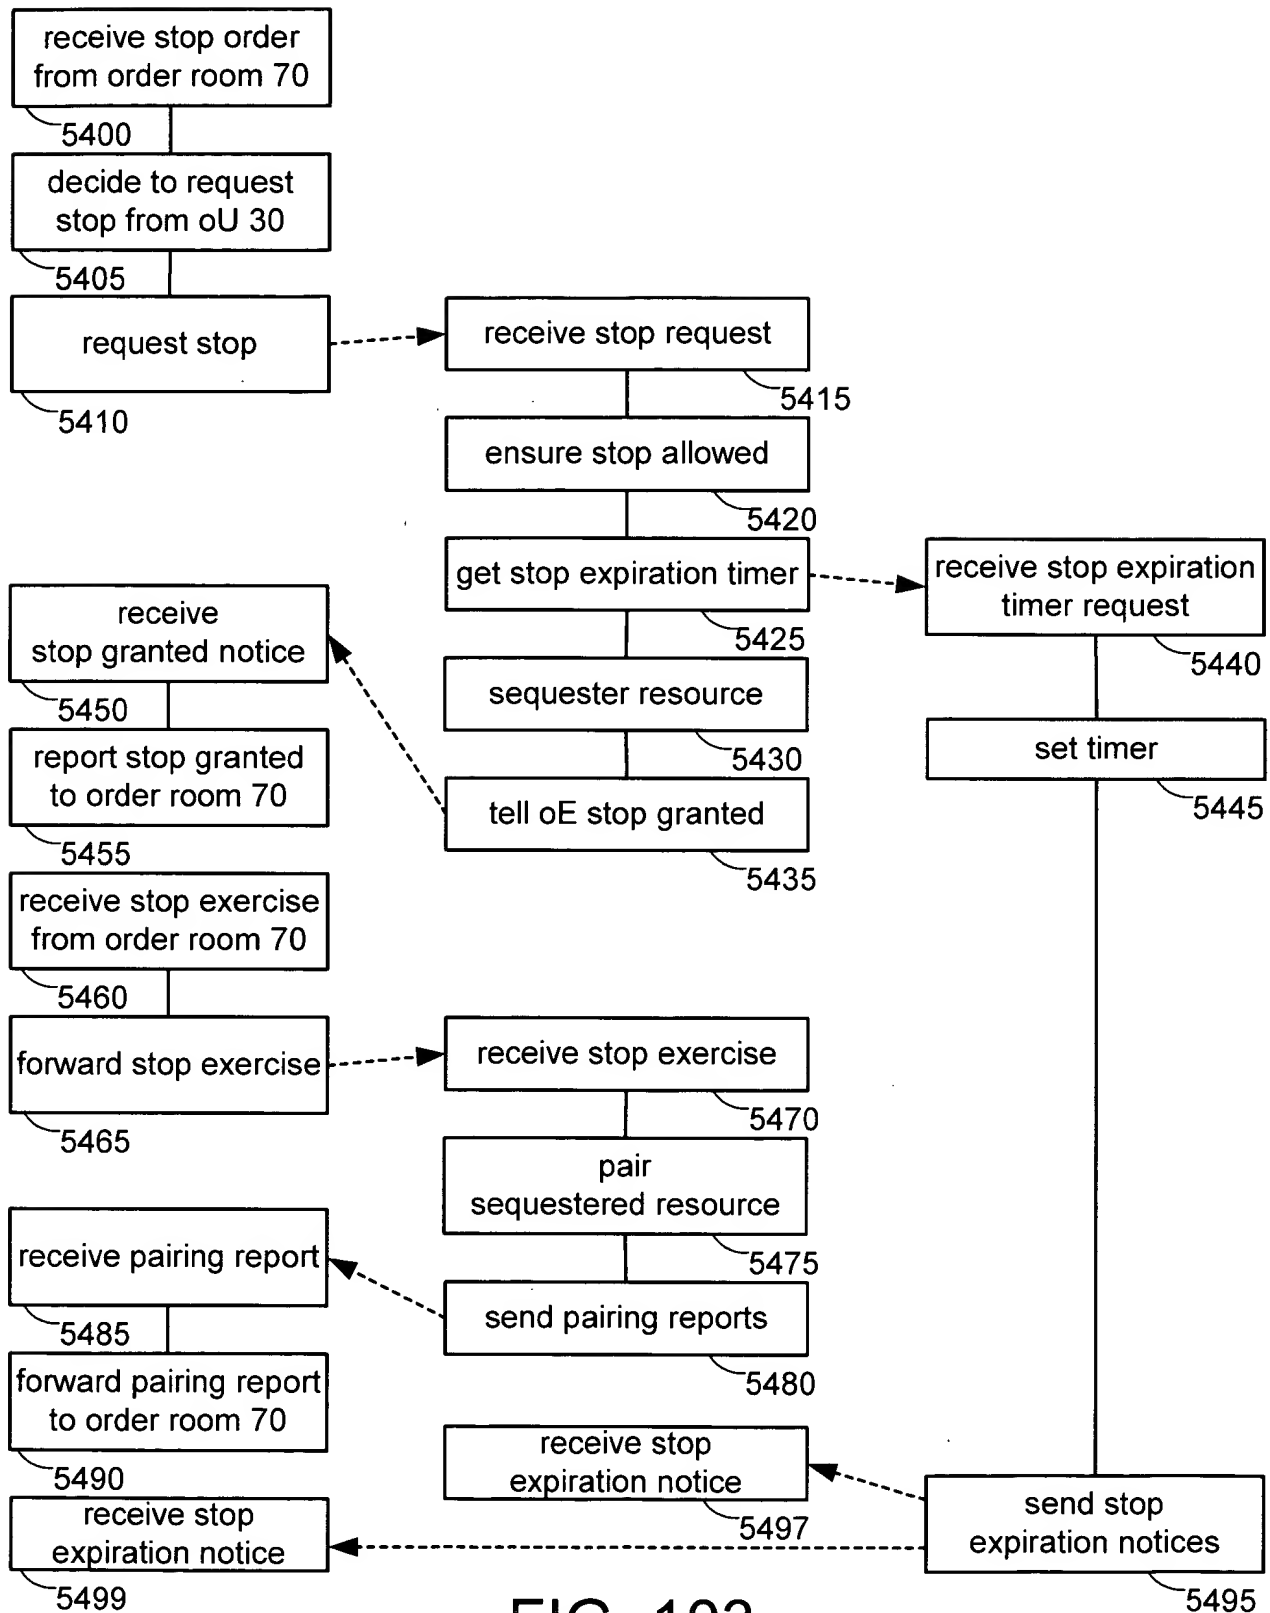 receive stop order
from order room 70
5400
decide to request
stop from oU 30
5405
request stop
5410
receive stop request
5415
ensure stop allowed
5420
get stop expiration timer
5425
receive stop expiration
timer request
5440
sequester resource
5430
set timer
5445
tell oE stop granted
5435
receive
stop granted notice
5450
report stop granted
to order room 70
5455
receive stop exercise
from order room 70
5460
forward stop exercise
5465
receive stop exercise
5470
pair
sequestered resource
5475
send pairing reports
5480
receive pairing report
5485
forward pairing report
to order room 70
5490
send stop
expiration notices
5495
receive stop
expiration notice
5497
receive stop
expiration notice
5499
FIG. 103